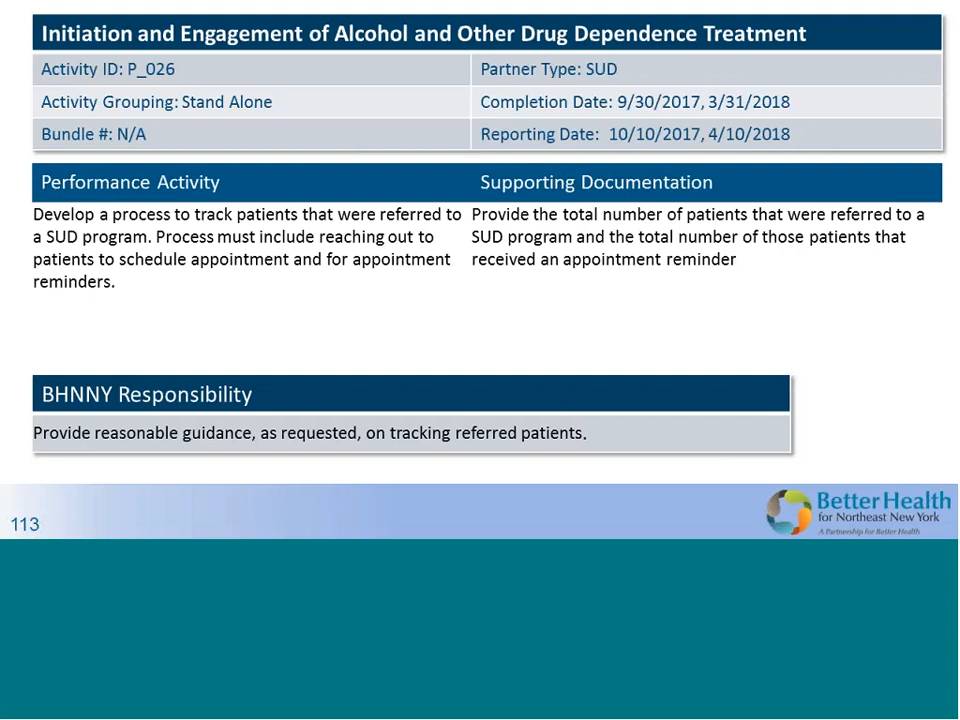 Initiation and Engagement of Alcohol and Other Drug Dependence Treatment
Activity ID: P_026
Partner Type: SUD
Activity Grouping: Stand Alone
Completion Date: 9/30/2017, 3/31/2018
Bundle #: N/A
Reporting Date: 10/10/2017, 4/10/2018
Performance Activity
Supporting Documentation
Develop a process to track patients that were referred to
a SUD program. Process must include reaching out to
patients to schedule appointment and for appointment
reminders.
Provide the total number of patients that were referred to a
SUD program and the total number of those patients that
received an appointment reminder
BHNNY Responsibility
Provide reasonable guidance, as requested, on tracking referred patients.
113
Better Health
for Northeast New York
A Partnership for Better Health